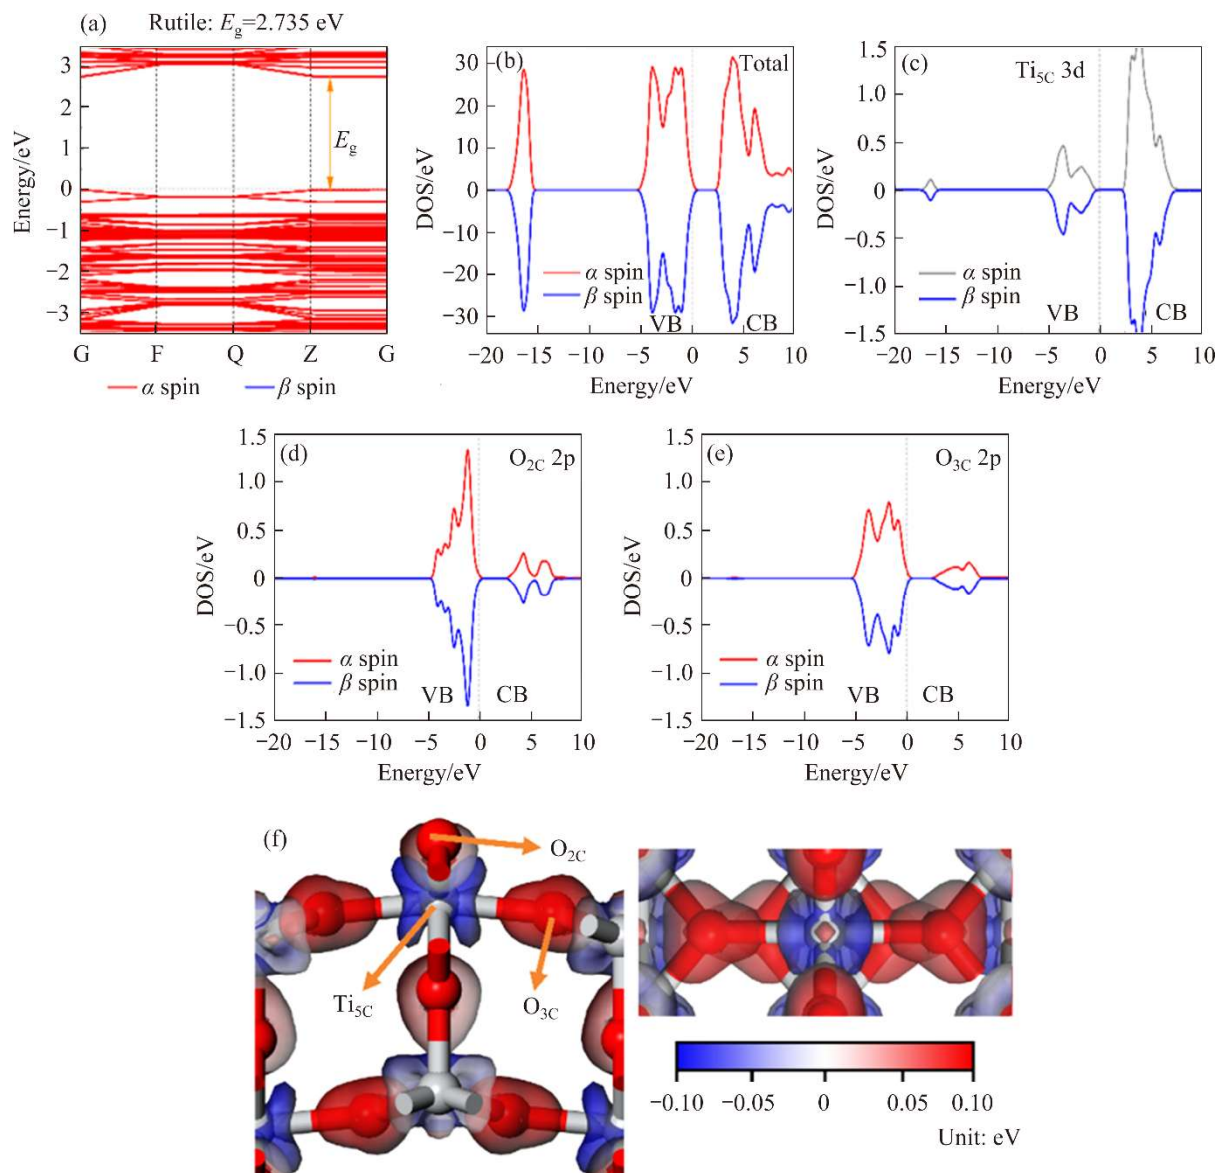 (a) Rutile: Eg=2.735 eV
3
2
1
0
−1
−2
−3
Energy/eV
Eg
G F Q Z G
α spin β spin
(b) Total
30
20
10
0
−10
−20
−30
DOS/eV
α spin
β spin
VB CB
−20 −15 −10 −5 0 5 10
Energy/eV
(c) Ti5C 3d
1.5
1.0
0.5
0
−0.5
−1.0
−1.5
DOS/eV
α spin
β spin
VB CB
−20 −15 −10 −5 0 5 10
Energy/eV
(d) O2C 2p
1.5
1.0
0.5
0
−0.5
−1.0
−1.5
DOS/eV
α spin
β spin
VB CB
−20 −15 −10 −5 0 5 10
Energy/eV
(e) O3C 2p
1.5
1.0
0.5
0
−0.5
−1.0
−1.5
DOS/eV
α spin
β spin
VB CB
−20 −15 −10 −5 0 5 10
Energy/eV
(f)
O2C
Ti5C
O3C
−0.10 −0.05 0 0.05 0.10
Unit: eV